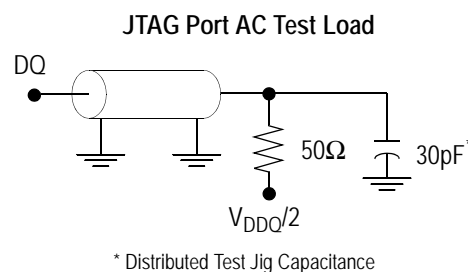 JTAG Port AC Test Load
DQ
50Ω
30pF*
VDDQ/2
* Distributed Test Jig Capacitance